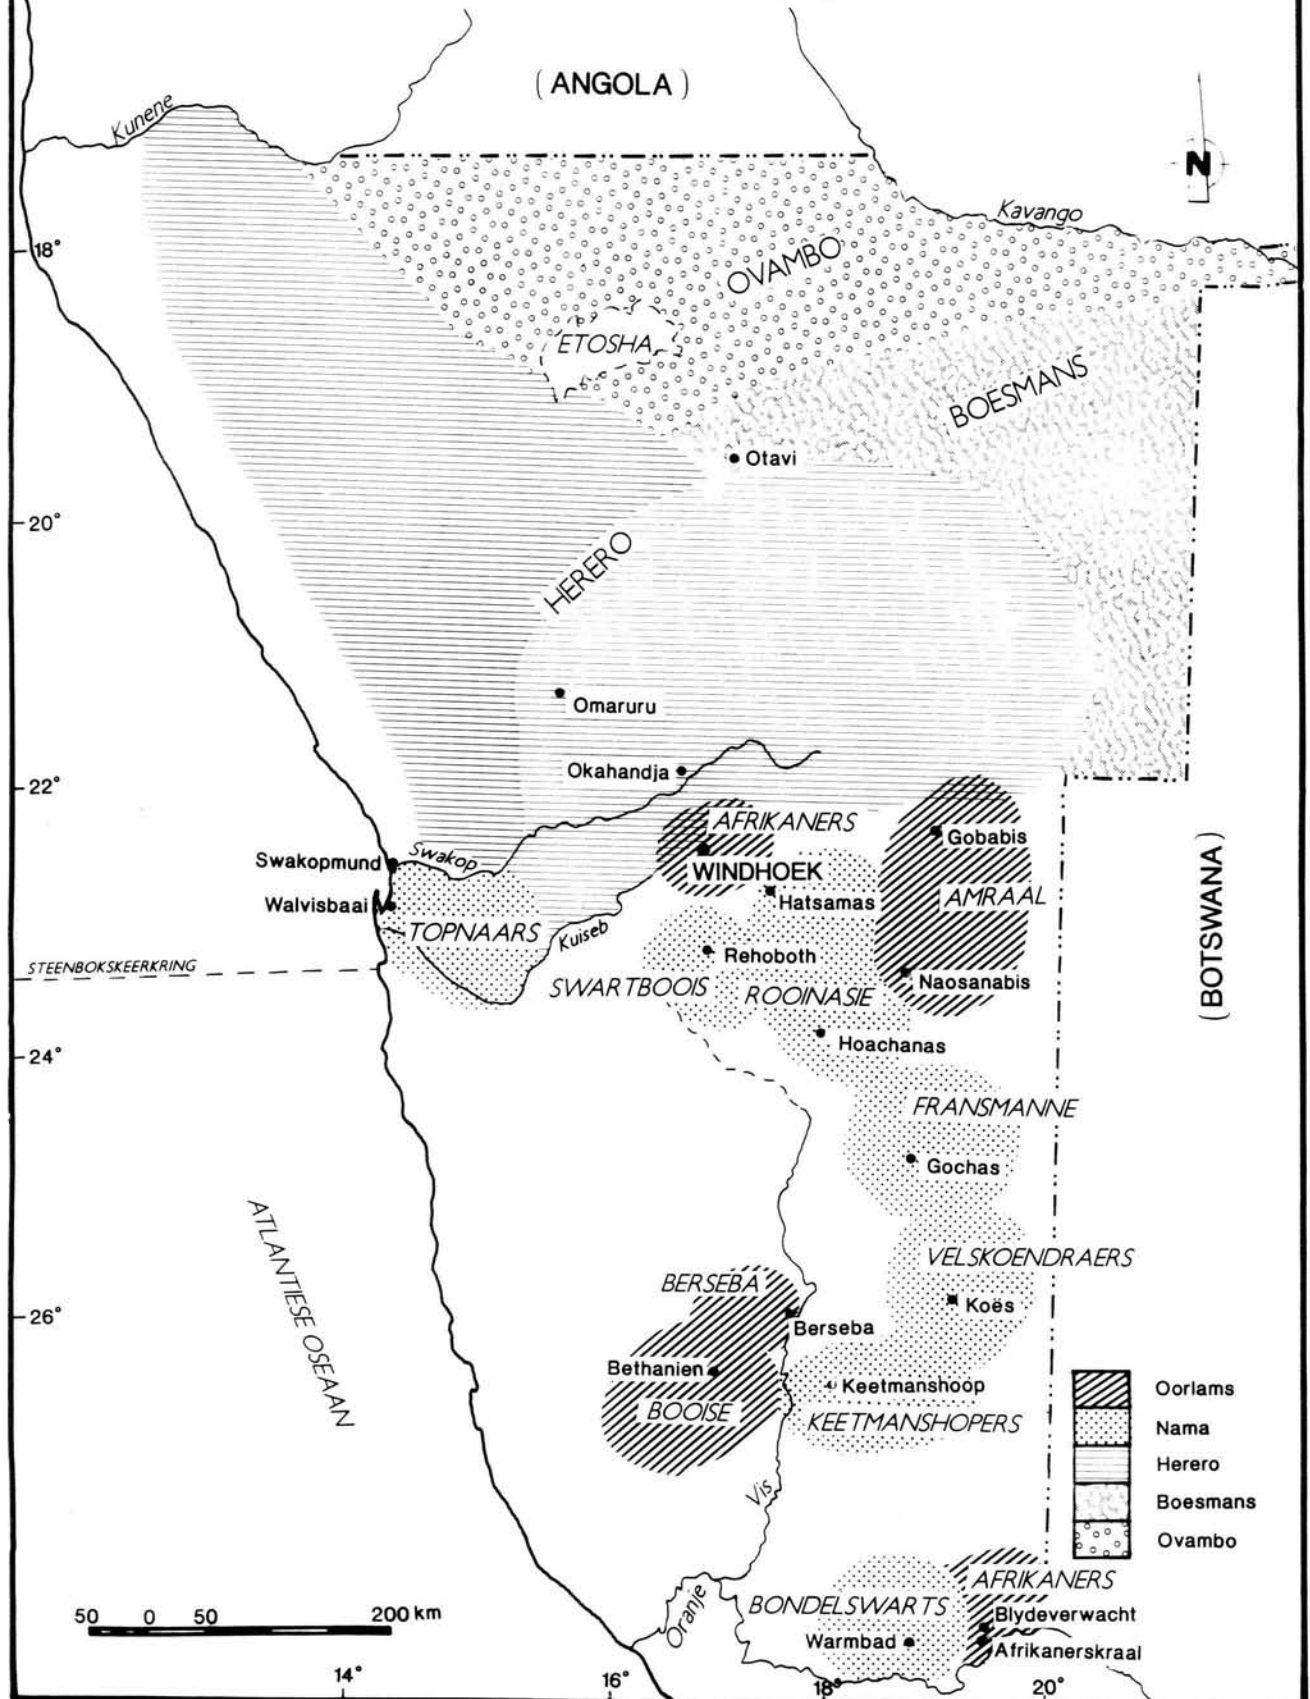 (ANGOLA)
Kunene
N
Kavango
18°
OVAMBO
ETOSHA
BOESMANS
Otavi
20°
HERERO
Omaruru
Okahandja
22°
AFRIKANERS
Gobabis
Swakopmund
Swakop
WINDHOEK
(BOTSWANA)
Walvisbaai
Hatsamas
AMRAAL
TOPNAARS
Kuiseb
Rehoboth
STEENBOKSKEERKRING
SWARTBOOIS
ROOINASIE
Naosanabis
24°
Hoachanas
FRANSMANNE
Gochas
ATLANTIESE OSEAAN
VELSKOENDRAERS
BERSEBA
Koës
26°
Berseba
Bethanien
Keetmanshoop
BOOISE
KEETMANSHOPERS
Oorlams
Nama
Herero
Boesmans
Ovambo
Vis
AFRIKANERS
Oranje
BONDELSWARTS
Blydeverwacht
50 0 50 200 km
Warmbad
Afrikanerskraal
14° 16° 18° 20°